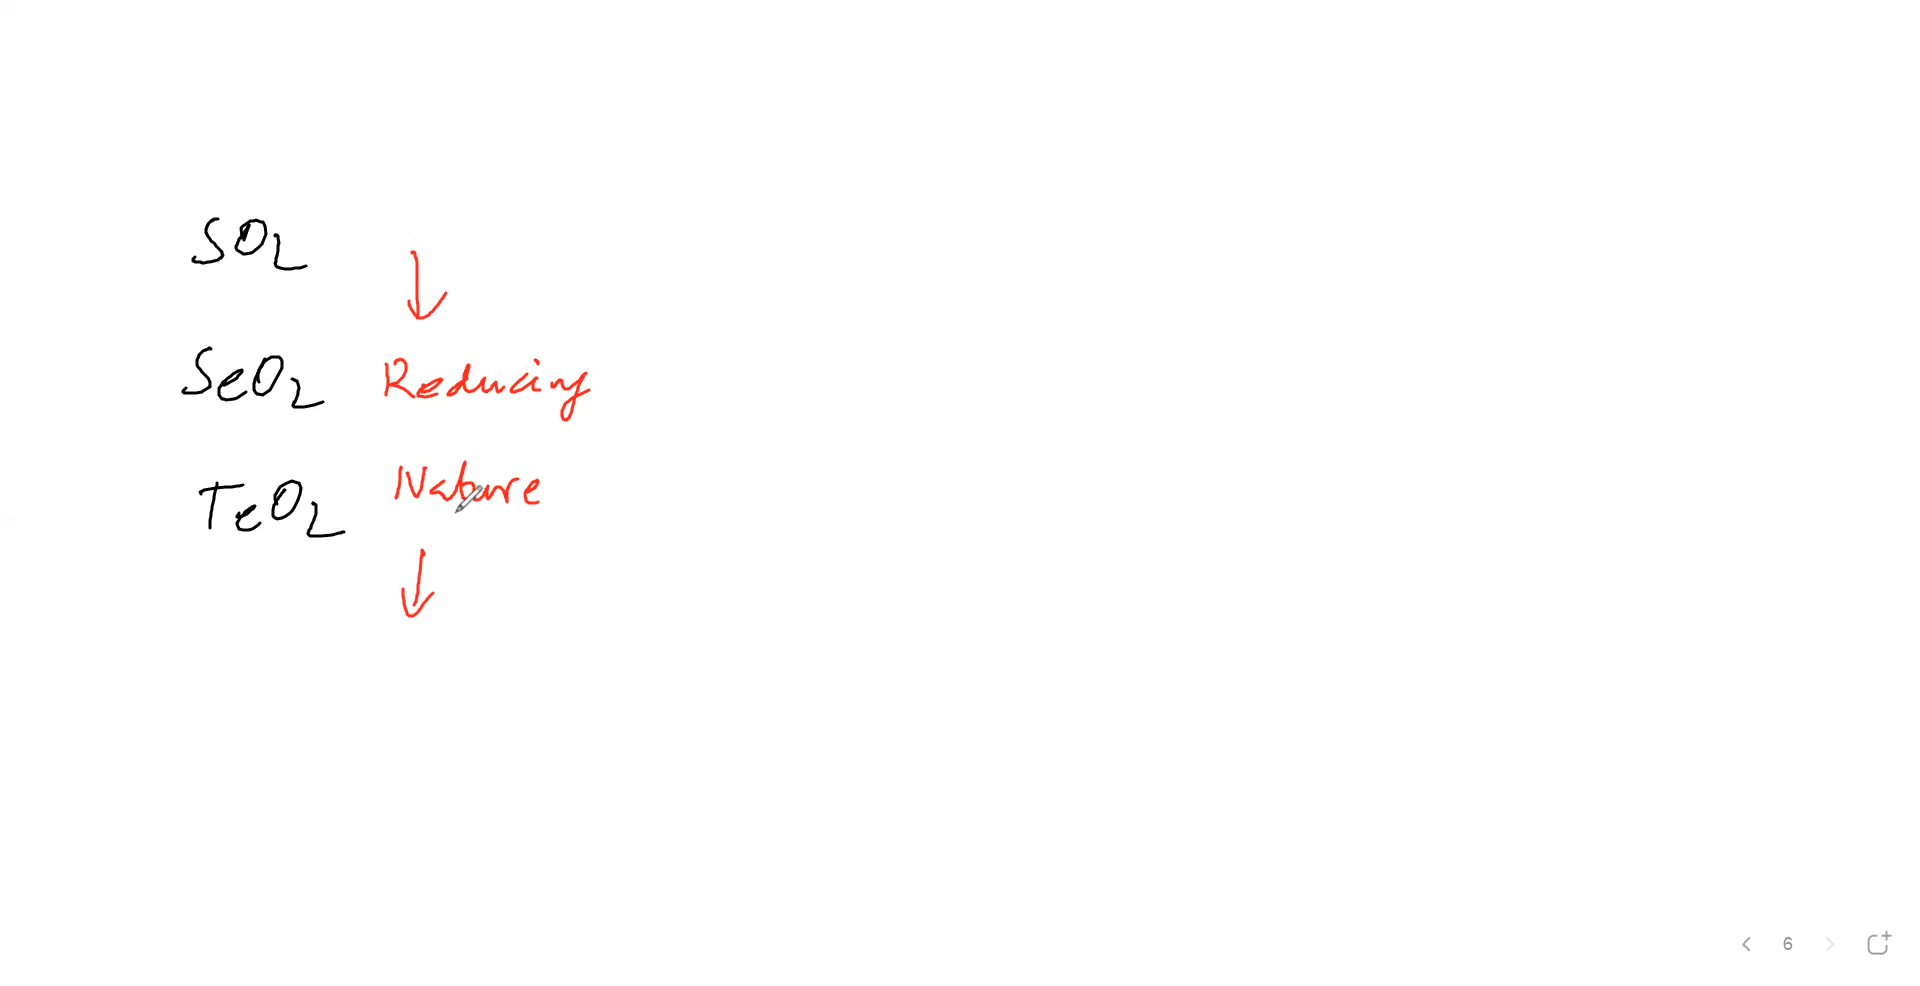 SO2
↓
SeO2 Reducing
TeO2 Nature
↓
6